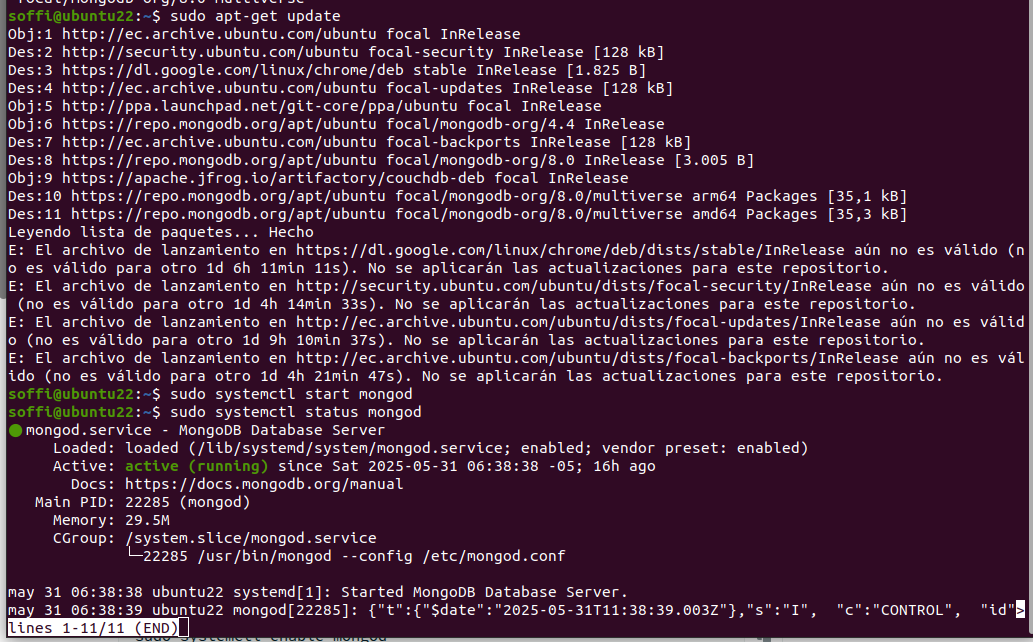 soffi@ubuntu22:~$ sudo apt-get update
Obj:1 http://ec.archive.ubuntu.com/ubuntu focal InRelease
Des:2 http://security.ubuntu.com/ubuntu focal-security InRelease [128 kB]
Des:3 https://dl.google.com/linux/chrome/deb stable InRelease [1.825 B]
Des:4 http://ec.archive.ubuntu.com/ubuntu focal-updates InRelease [128 kB]
Obj:5 http://ppa.launchpad.net/git-core/ppa/ubuntu focal InRelease
Obj:6 https://repo.mongodb.org/apt/ubuntu focal/mongodb-org/4.4 InRelease
Des:7 http://ec.archive.ubuntu.com/ubuntu focal-backports InRelease [128 kB]
Des:8 https://repo.mongodb.org/apt/ubuntu focal/mongodb-org/8.0 InRelease [3.005 B]
Obj:9 https://apache.jfrog.io/artifactory/couchdb-deb focal InRelease
Des:10 https://repo.mongodb.org/apt/ubuntu focal/mongodb-org/8.0/multiverse arm64 Packages [35,1 kB]
Des:11 https://repo.mongodb.org/apt/ubuntu focal/mongodb-org/8.0/multiverse amd64 Packages [35,3 kB]
Leyendo lista de paquetes... Hecho
E: El archivo de lanzamiento en https://dl.google.com/linux/chrome/deb/dists/stable/InRelease aún no es válido (n
o es válido para otro 1d 6h 11min 11s). No se aplicarán las actualizaciones para este repositorio.
E: El archivo de lanzamiento en http://security.ubuntu.com/ubuntu/dists/focal-security/InRelease aún no es válido
 (no es válido para otro 1d 4h 14min 33s). No se aplicarán las actualizaciones para este repositorio.
E: El archivo de lanzamiento en http://ec.archive.ubuntu.com/ubuntu/dists/focal-updates/InRelease aún no es válid
o (no es válido para otro 1d 9h 10min 37s). No se aplicarán las actualizaciones para este repositorio.
E: El archivo de lanzamiento en http://ec.archive.ubuntu.com/ubuntu/dists/focal-backports/InRelease aún no es vál
ido (no es válido para otro 1d 4h 21min 47s). No se aplicarán las actualizaciones para este repositorio.
soffi@ubuntu22:~$ sudo systemctl start mongod
soffi@ubuntu22:~$ sudo systemctl status mongod
● mongod.service - MongoDB Database Server
Loaded: loaded (/lib/systemd/system/mongod.service; enabled; vendor preset: enabled)
Active: active (running) since Sat 2025-05-31 06:38:38 -05; 16h ago
Docs: https://docs.mongodb.org/manual
Main PID: 22285 (mongod)
Memory: 29.5M
CGroup: /system.slice/mongod.service
└─22285 /usr/bin/mongod --config /etc/mongod.conf
may 31 06:38:38 ubuntu22 systemd[1]: Started MongoDB Database Server.
may 31 06:38:39 ubuntu22 mongod[22285]: {"t":{"$date":"2025-05-31T11:38:39.003Z"},"s":"I", "c":"CONTROL", "id">
lines 1-11/11 (END)